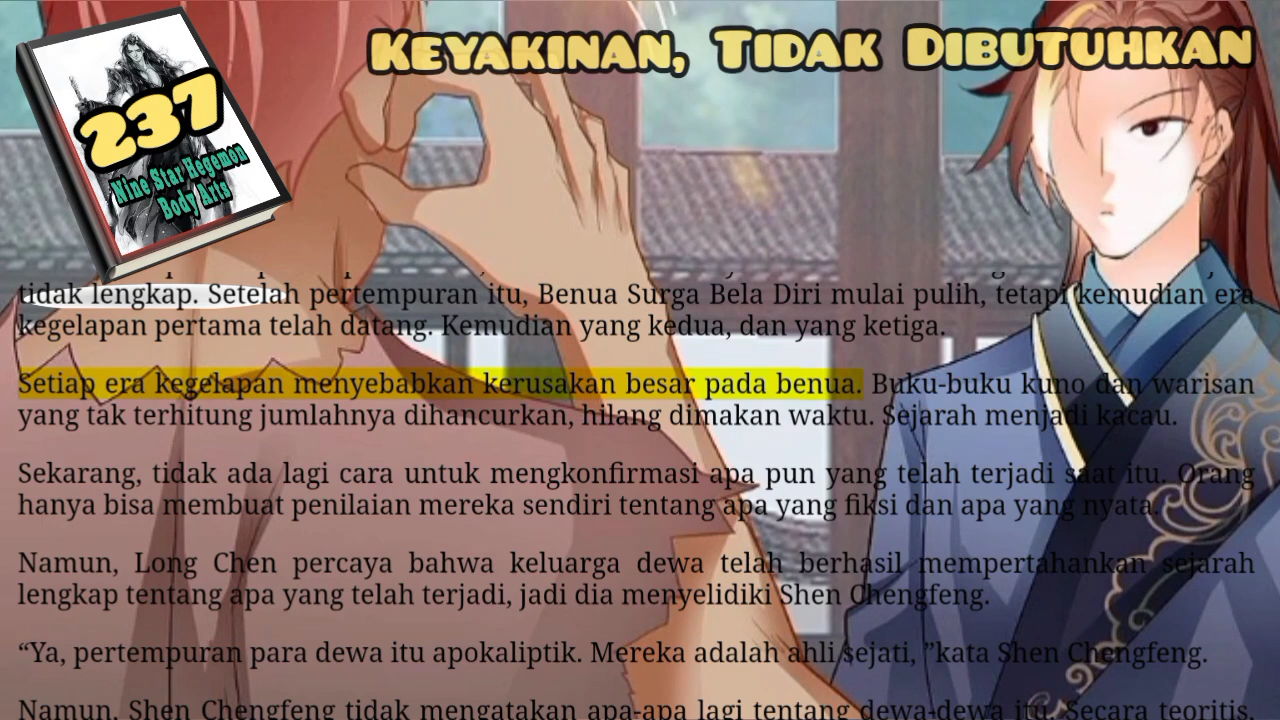 KEYAKINAN, TIDAK DIBUTUHKAN
237
Nine Star Hegemon
Body Arts
tidak lengkap. Setelah pertempuran itu, Benua Surga Bela Diri mulai pulih, tetapi kemudian era
kegelapan pertama telah datang. Kemudian yang kedua, dan yang ketiga.
Setiap era kegelapan menyebabkan kerusakan besar pada benua. Buku-buku kuno dan warisan
yang tak terhitung jumlahnya dihancurkan, hilang dimakan waktu. Sejarah menjadi kacau.
Sekarang, tidak ada lagi cara untuk mengkonfirmasi apa pun yang telah terjadi saat itu. Orang
hanya bisa membuat penilaian mereka sendiri tentang apa yang fiksi dan apa yang nyata.
Namun, Long Chen percaya bahwa keluarga dewa telah berhasil mempertahankan sejarah
lengkap tentang apa yang telah terjadi, jadi dia menyelidiki Shen Chengfeng.
“Ya, pertempuran para dewa itu apokaliptik. Mereka adalah ahli sejati, ”kata Shen Chengfeng.
Namun, Shen Chengfeng tidak mengatakan apa-apa lagi tentang dewa-dewa itu. Secara teoritis,